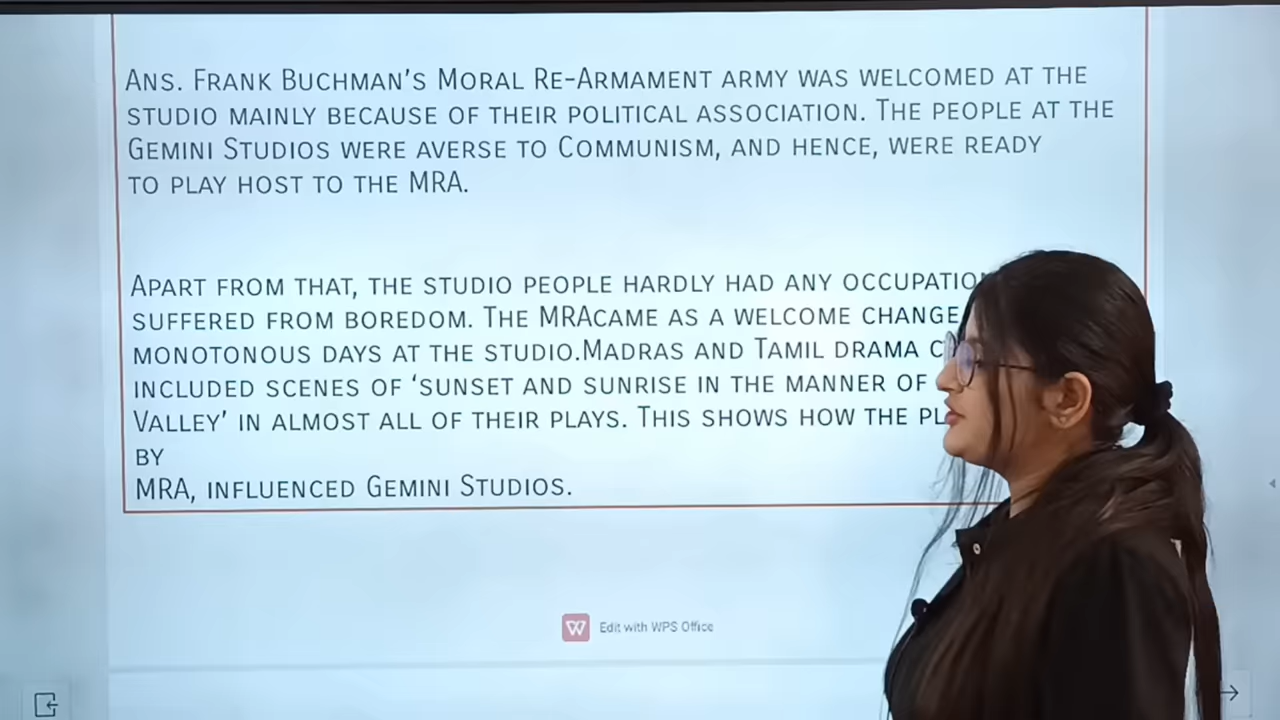 Ans. Frank Buchman's Moral Re-Armament army was welcomed at the
studio mainly because of their political association. The people at the
Gemini Studios were averse to Communism, and hence, were ready
to play host to the MRA.
Apart from that, the studio people hardly had any
suffered from boredom. The MRAcame as a welcome change
monotonous days at the studio.Madras and Tamil drama
included scenes of ‘sunset and sunrise in the manner of
Valley’ in almost all of their plays. This shows how the
by
MRA, influenced Gemini Studios.
Edit with WPS Office